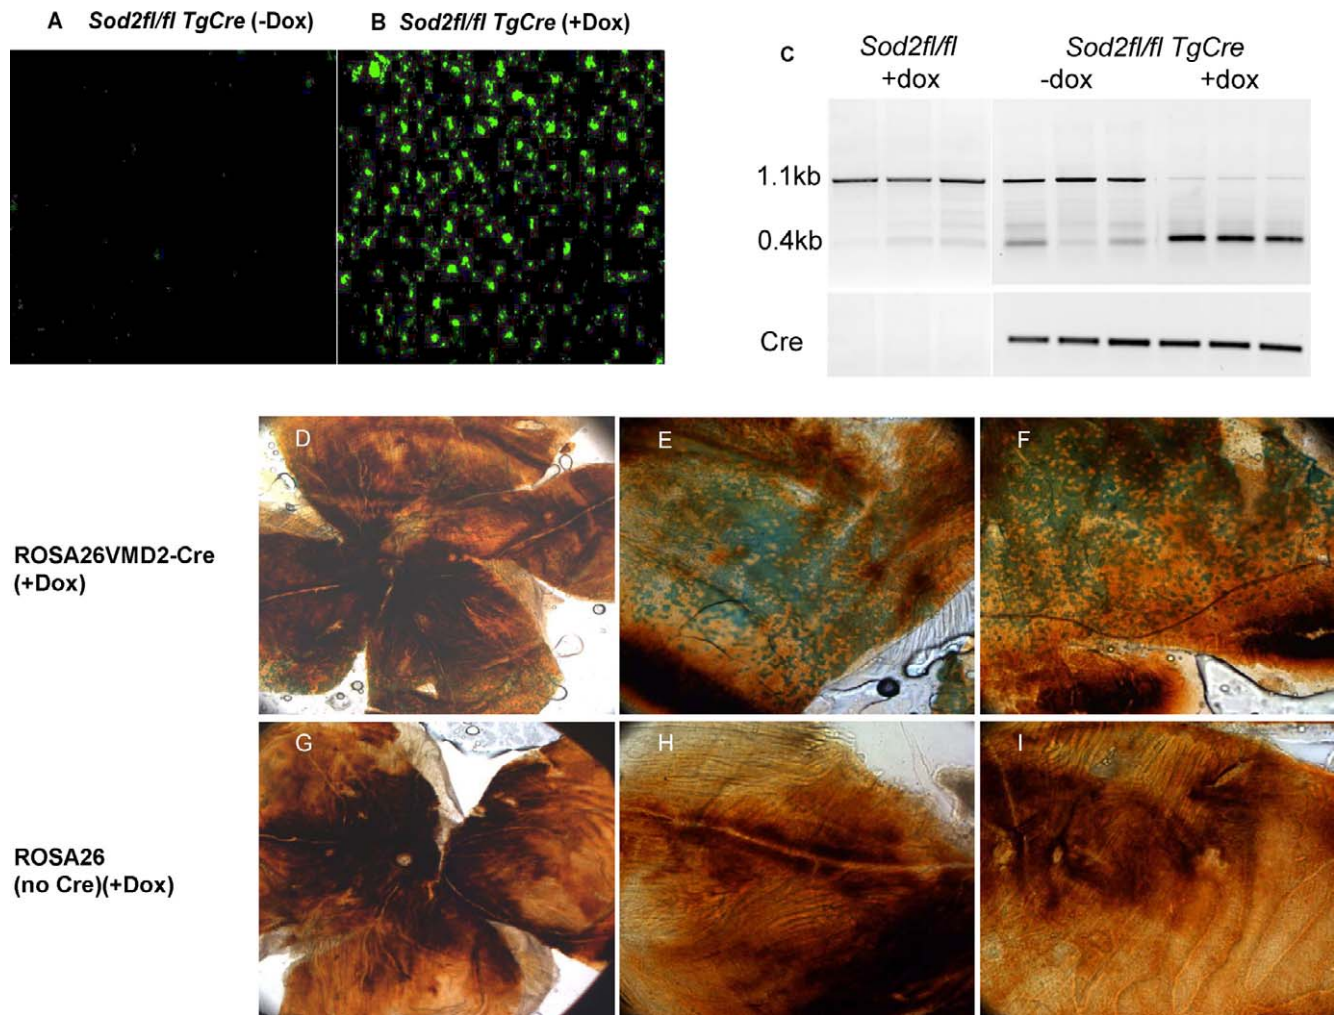 A Sod2fl/fl TgCre (-Dox)
B Sod2fl/fl TgCre (+Dox)
C
Sod2fl/fl
+dox
Sod2fl/fl TgCre
-dox
+dox
1.1kb
0.4kb
Cre
D
E
F
ROSA26VMD2-Cre
(+Dox)
G
H
I
ROSA26
(no Cre)(+Dox)